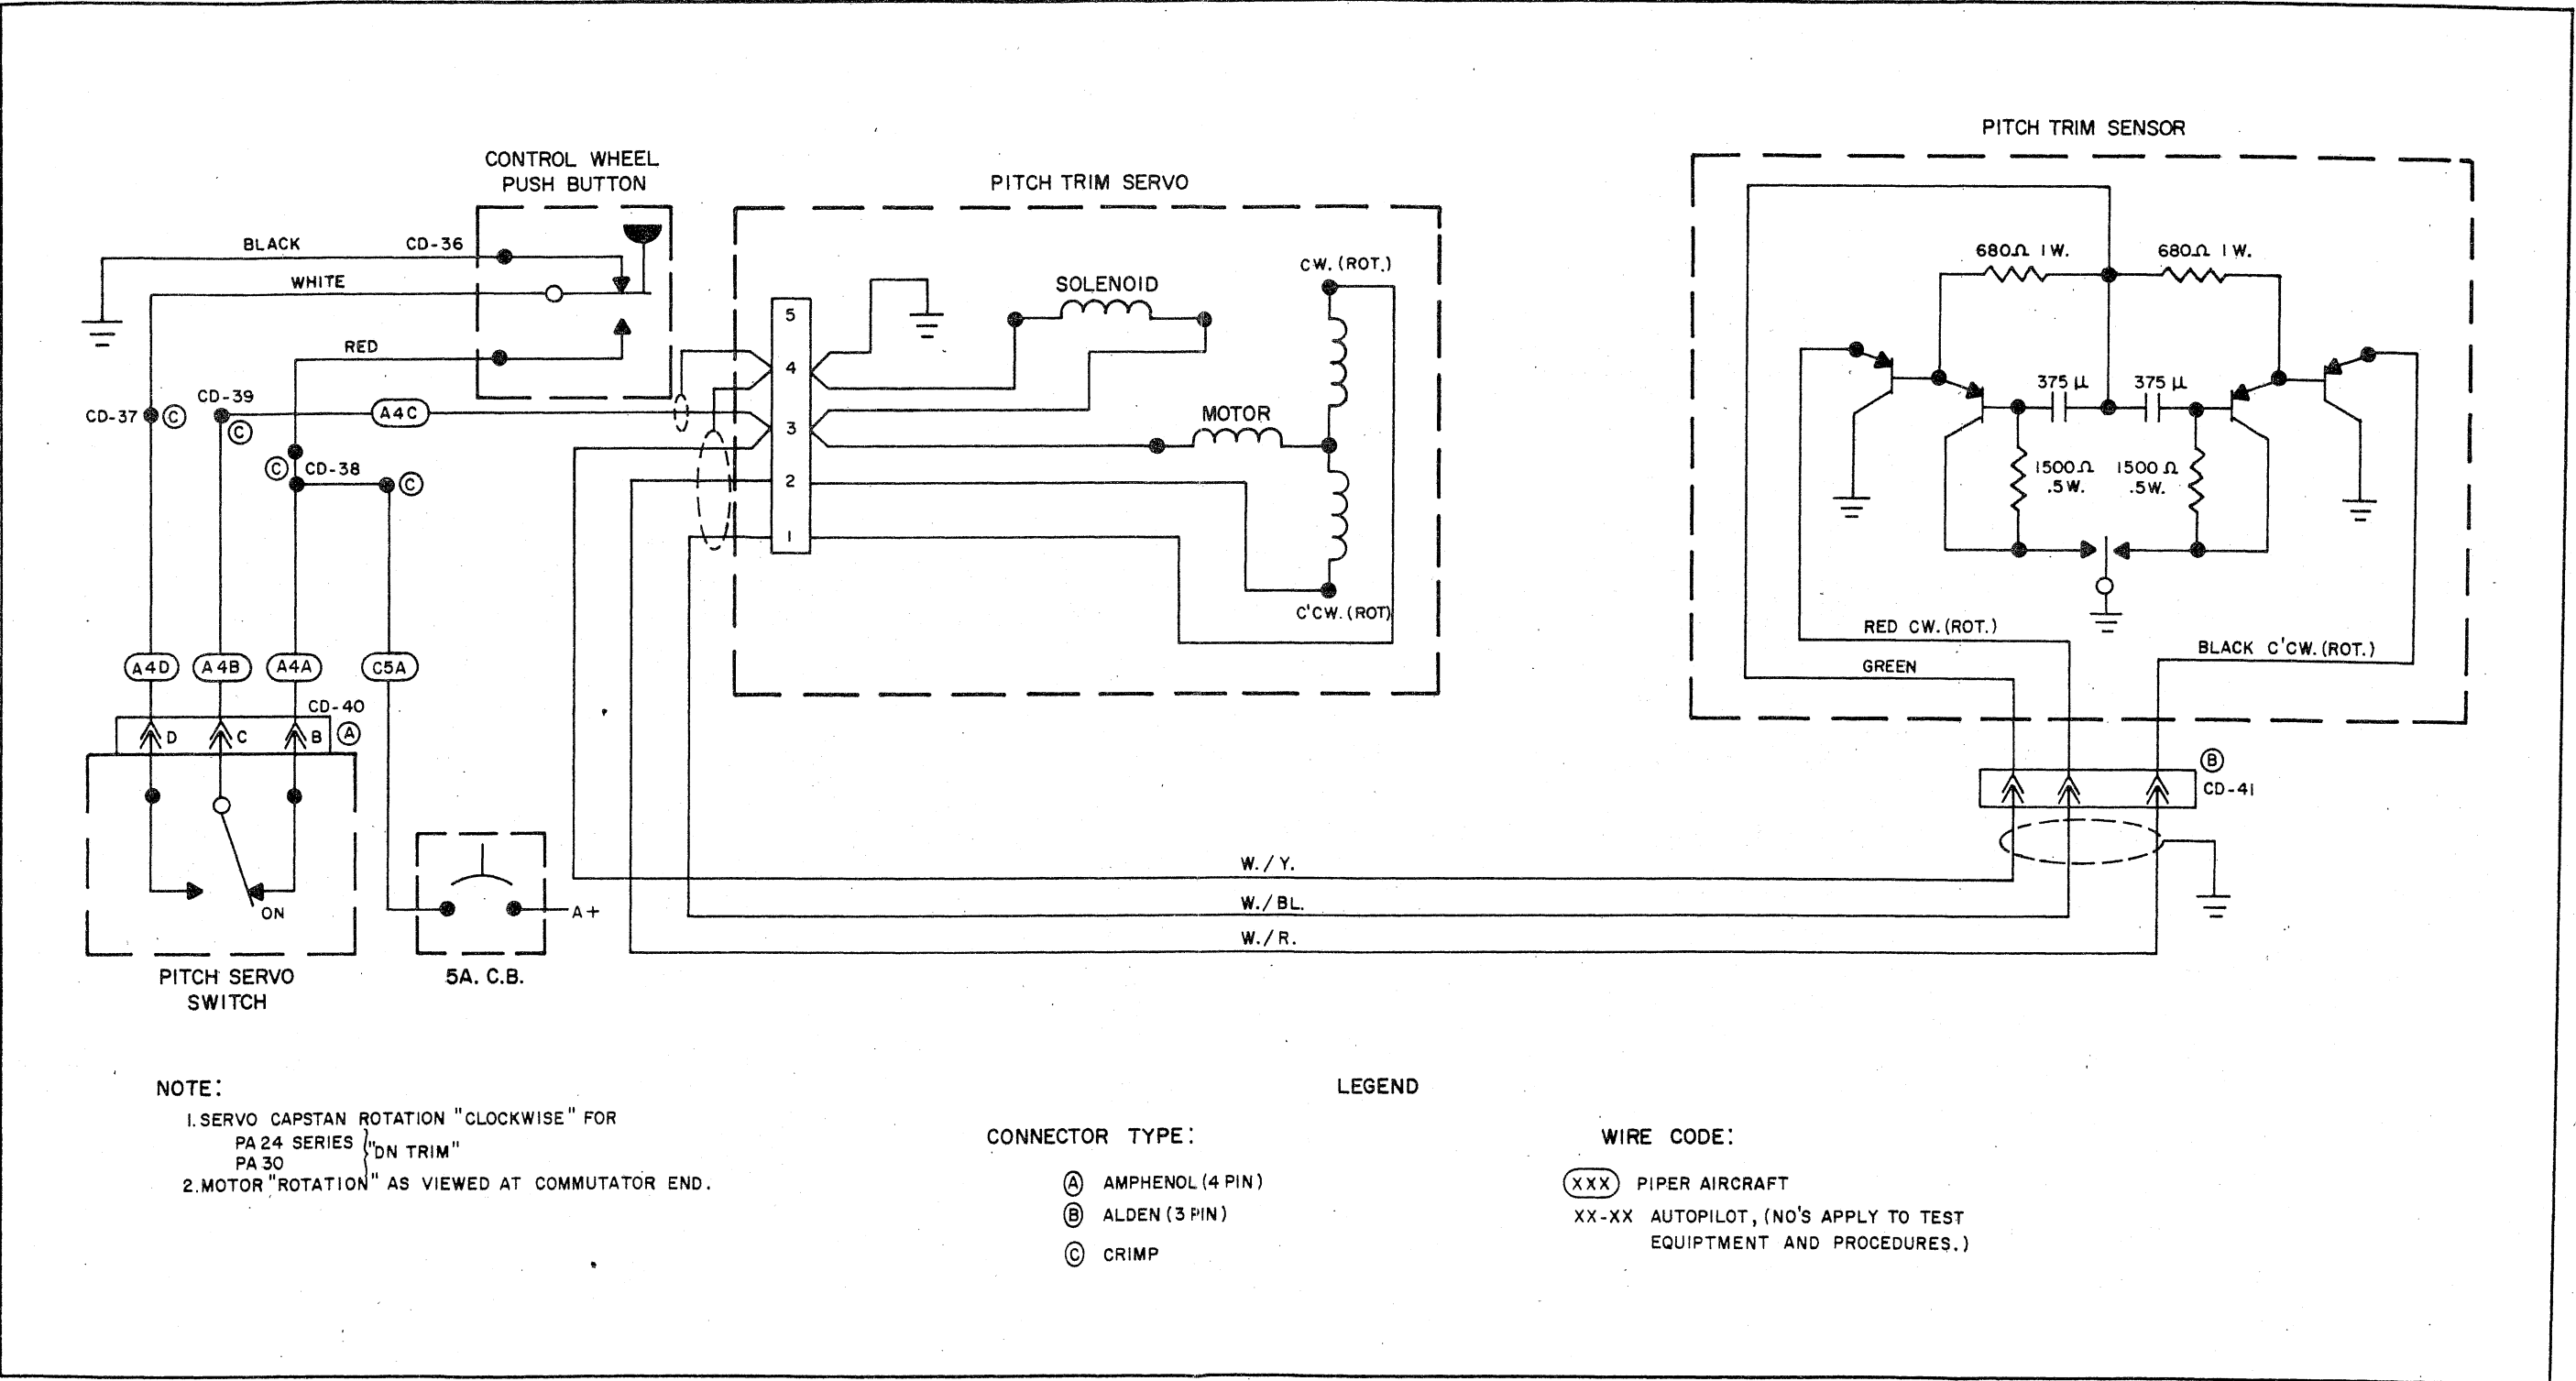 PITCH TRIM SENSOR
CONTROL WHEEL
PUSH BUTTON
PITCH TRIM SERVO
BLACK
CD-36
WHITE
RED
CD-37
C
CD-39
C
A4C
C
CD-38
C
A4D
A4B
A4A
C5A
CD-40
D
C
B
A
ON
PITCH SERVO
SWITCH
5A. C.B.
A+
5
4
3
2
1
SOLENOID
MOTOR
CW. (ROT.)
C'CW. (ROT)
680Ω 1W.
680Ω 1W.
375 µ
375 µ
1500Ω
.5W.
1500Ω
.5W.
RED CW. (ROT.)
GREEN
BLACK C'CW. (ROT.)
B
CD-41
W./Y.
W./BL.
W./R.
NOTE:
1. SERVO CAPSTAN ROTATION "CLOCKWISE" FOR
PA 24 SERIES
PA 30
"DN TRIM"
2. MOTOR "ROTATION" AS VIEWED AT COMMUTATOR END.
LEGEND
CONNECTOR TYPE:
A AMPHENOL (4 PIN)
B ALDEN (3 PIN)
C CRIMP
WIRE CODE:
XXX PIPER AIRCRAFT
XX-XX AUTOPILOT, (NO'S APPLY TO TEST
EQUIPTMENT AND PROCEDURES.)